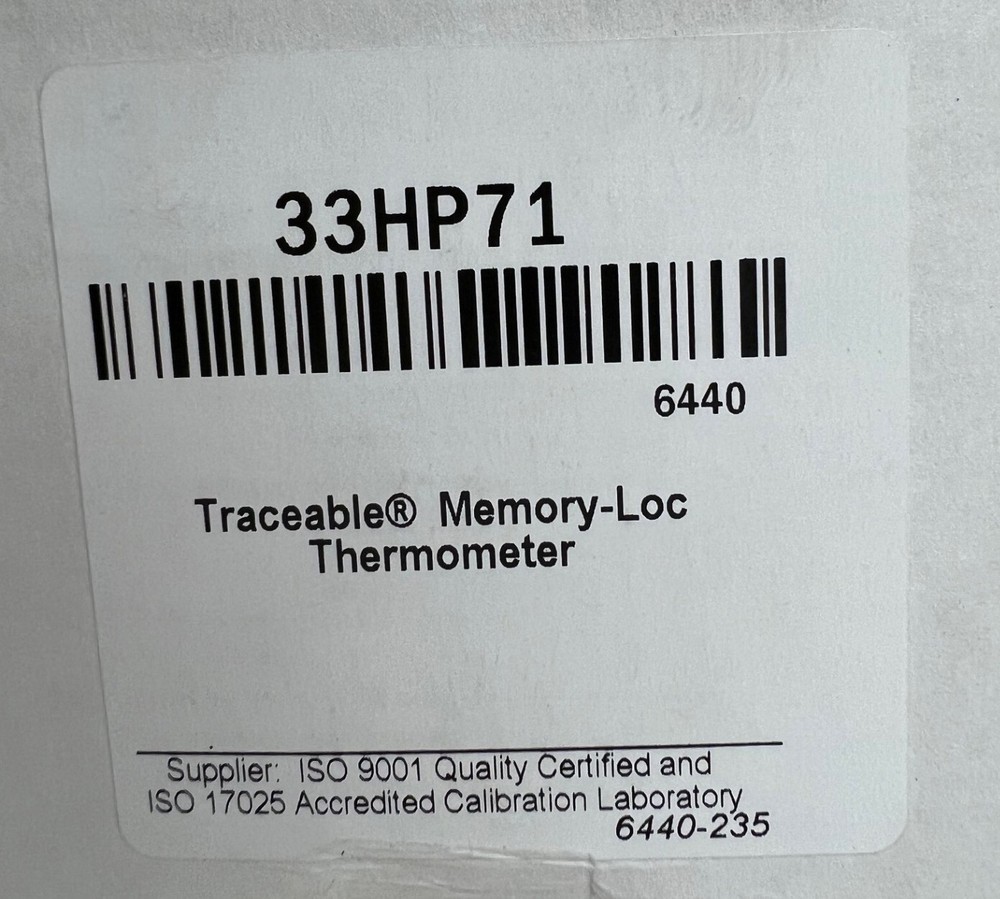 33HP71
6440
Traceable® Memory-Loc
Thermometer
Supplier: ISO 9001 Quality Certified and
ISO 17025 Accredited Calibration Laboratory
6440-235